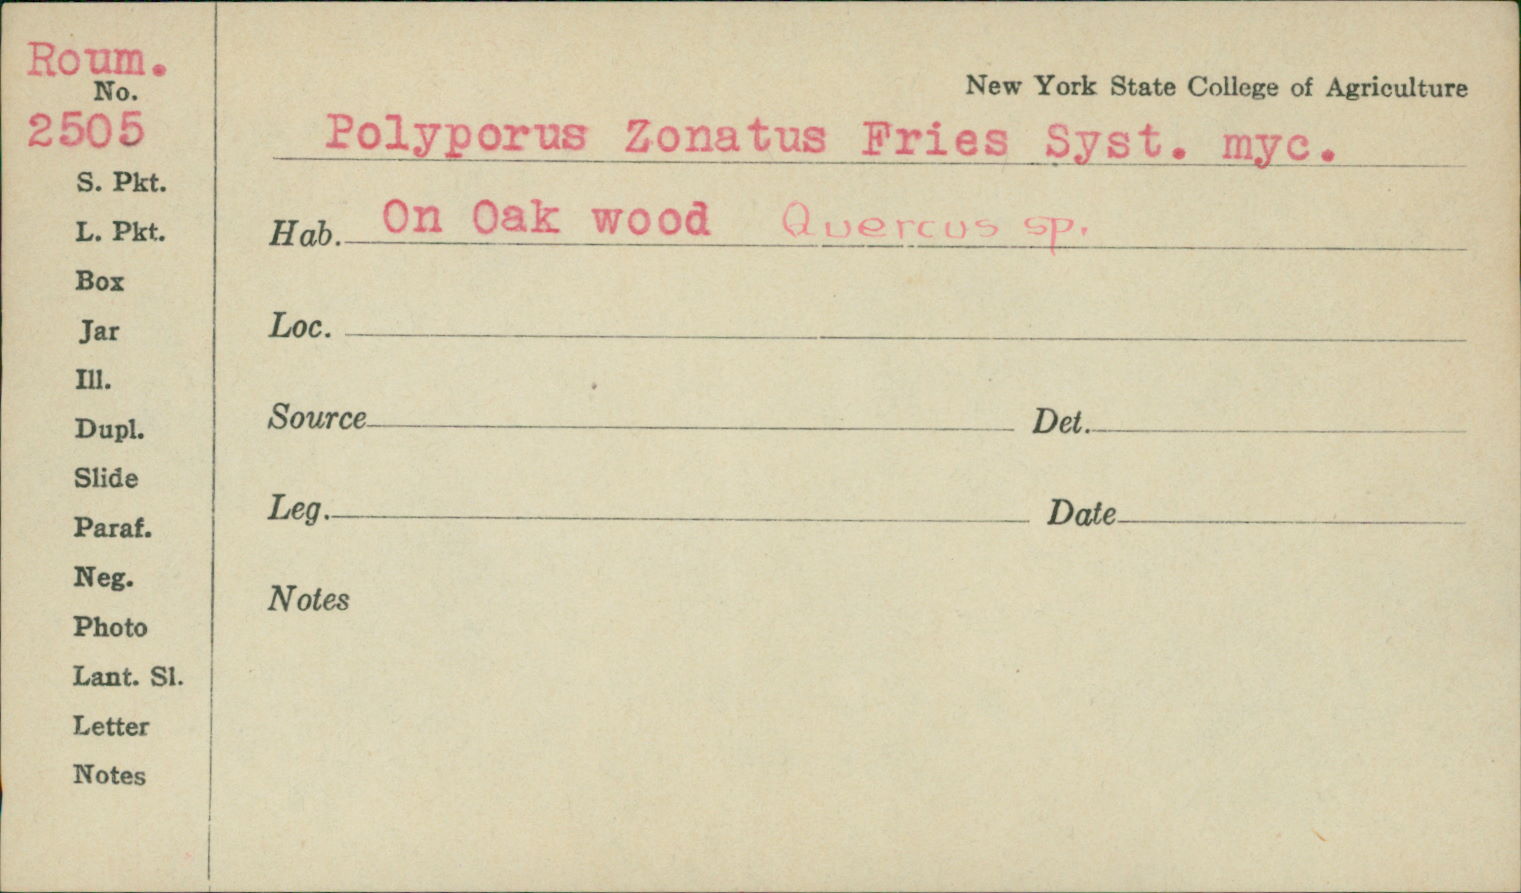 Roum.
No.
2505
S. Pkt.
L. Pkt.
Box
Jar
Ill.
Dupl.
Slide
Paraf.
Neg.
Photo
Lant. Sl.
Letter
Notes
New York State College of Agriculture
Polyporus Zonatus Fries Syst. myc.
Hab. On Oak wood Quercus sp.
Loc.
Source Det.
Leg. Date
Notes